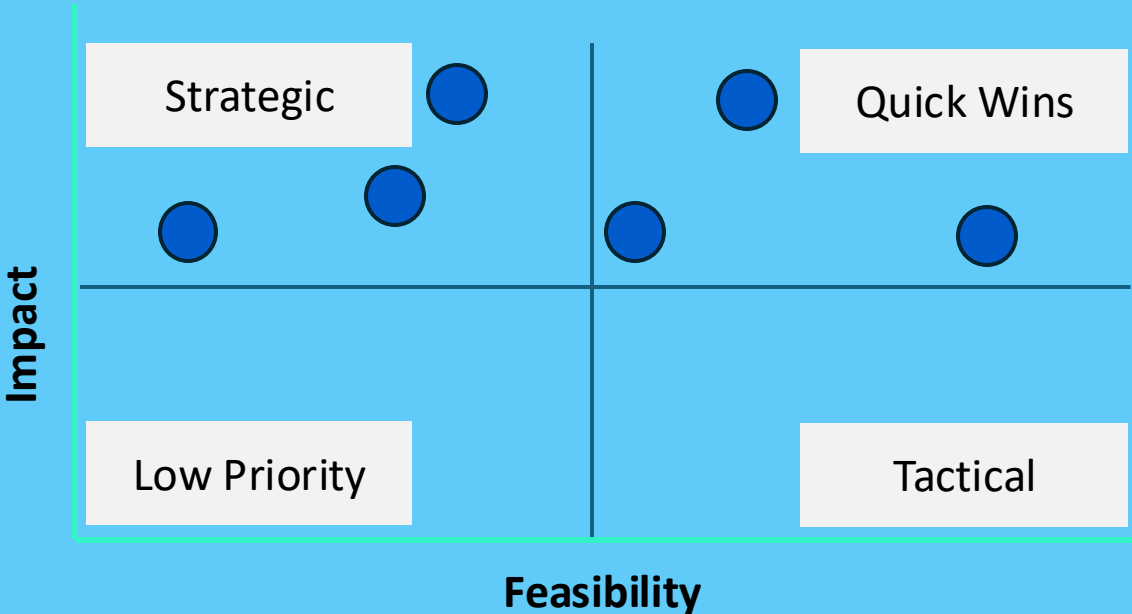 Strategic
Quick Wins
Impact
Low Priority
Tactical
Feasibility